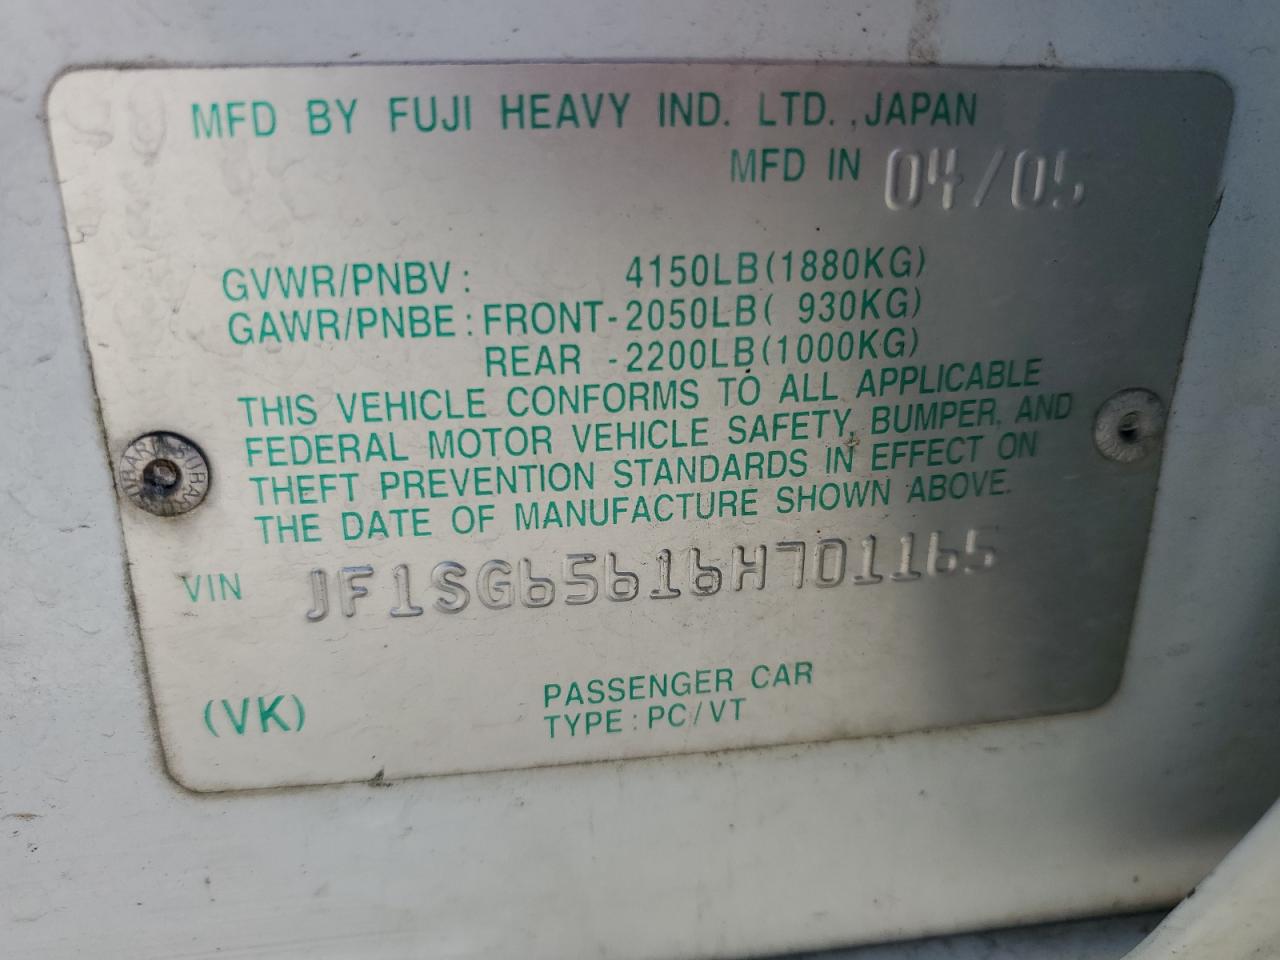 MFD BY FUJI HEAVY IND. LTD., JAPAN
MFD IN 04/05
GVWR/PNBV: 4150LB(1880KG)
GAWR/PNBE: FRONT-2050LB( 930KG)
REAR -2200LB(1000KG)
THIS VEHICLE CONFORMS TO ALL APPLICABLE
FEDERAL MOTOR VEHICLE SAFETY, BUMPER, AND
THEFT PREVENTION STANDARDS IN EFFECT ON
THE DATE OF MANUFACTURE SHOWN ABOVE.
VIN JF1SG65616H701165
(VK)
PASSENGER CAR
TYPE: PC/VT